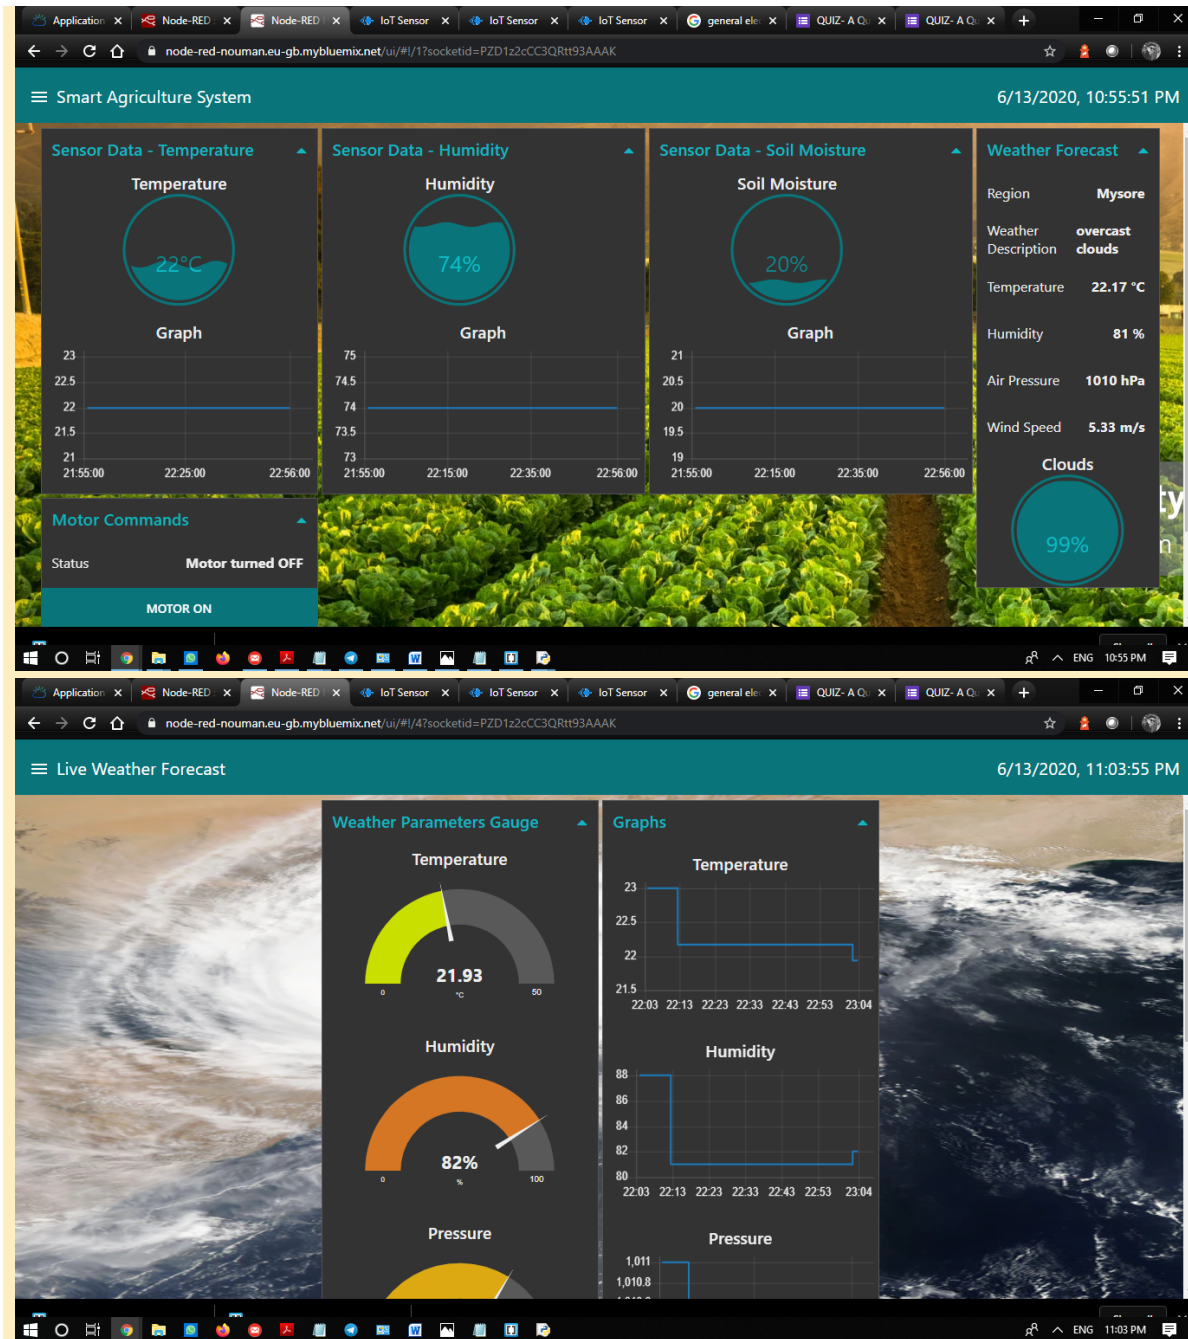 Application
Node-RED :
Node-RED
IoT Sensor
IoT Sensor
IoT Sensor
general ele
QUIZ- A Qu
QUIZ- A Qu
node-red-nouman.eu-gb.mybluemix.net/ui/#!/1?socketid=PZD1z2cCC3QRtt93AAAK
Smart Agriculture System
6/13/2020, 10:55:51 PM
Sensor Data - Temperature
Temperature
22°C
Graph
23
22.5
22
21.5
21
21:55:00 22:25:00 22:56:00
Sensor Data - Humidity
Humidity
74%
Graph
75
74.5
74
73.5
73
21:55:00 22:15:00 22:35:00 22:56:00
Sensor Data - Soil Moisture
Soil Moisture
20%
Graph
21
20.5
20
19.5
19
21:55:00 22:15:00 22:35:00 22:56:00
Weather Forecast
Region Mysore
Weather Description overcast clouds
Temperature 22.17 °C
Humidity 81 %
Air Pressure 1010 hPa
Wind Speed 5.33 m/s
Clouds
99%
ty
n
Motor Commands
Status Motor turned OFF
MOTOR ON
ENG 10:55 PM
Application
Node-RED :
Node-RED
IoT Sensor
IoT Sensor
IoT Sensor
general ele
QUIZ- A Qu
QUIZ- A Qu
node-red-nouman.eu-gb.mybluemix.net/ui/#!/4?socketid=PZD1z2cCC3QRtt93AAAK
Live Weather Forecast
6/13/2020, 11:03:55 PM
Weather Parameters Gauge
Temperature
21.93
°C
0 50
Humidity
82%
%
0 100
Pressure
Graphs
Temperature
23
22.5
22
21.5
22:03 22:13 22:23 22:33 22:43 22:53 23:04
Humidity
88
86
84
82
80
22:03 22:13 22:23 22:33 22:43 22:53 23:04
Pressure
1,011
1,010.8
ENG 11:03 PM